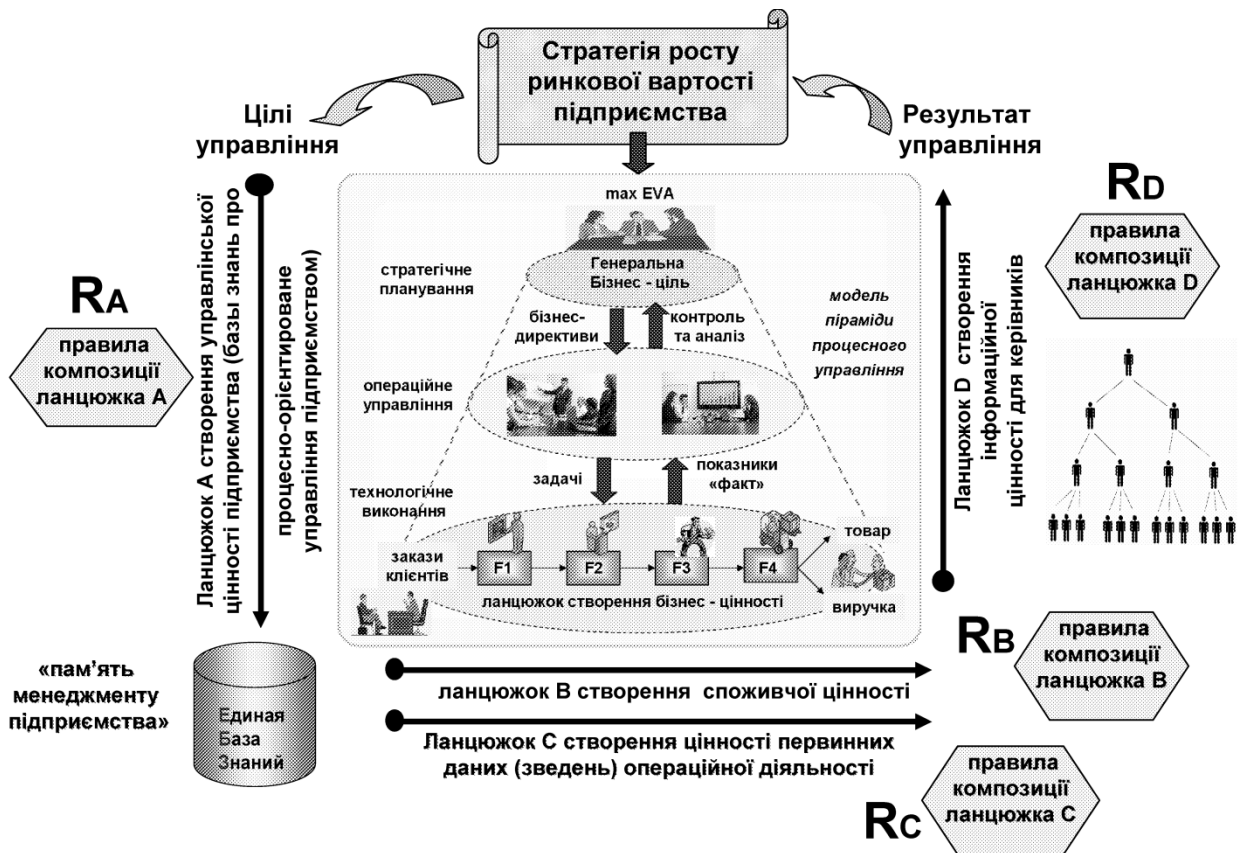 Стратегія росту
ринкової вартості
підприємства
Цілі
управління
Результат
управління
Ланцюжок А створення управлінської
цінності підприємства (базы знань про
процесно-орієнтироване
управління підприємством)
RA
правила
композиції
ланцюжка А
max EVA
Генеральна
Бізнес - ціль
стратегічне
планування
бізнес-
директиви
контроль
та аналіз
модель
піраміди
процесного
управління
операційне
управління
задачі
показники
«факт»
технологічне
виконання
закази
клієнтів
F1
F2
F3
F4
товар
виручка
ланцюжок створення бізнес - цінності
Ланцюжок D створення
інформаційної
цінності для керівників
RD
правила
композиції
ланцюжка D
«пам’ять
менеджменту
підприємства»
Единая
База
Знаний
ланцюжок В створення споживчої цінності
RB
правила
композиції
ланцюжка В
Ланцюжок С створення цінності первинних
даних (зведень) операційної діяльності
RC
правила
композиції
ланцюжка С